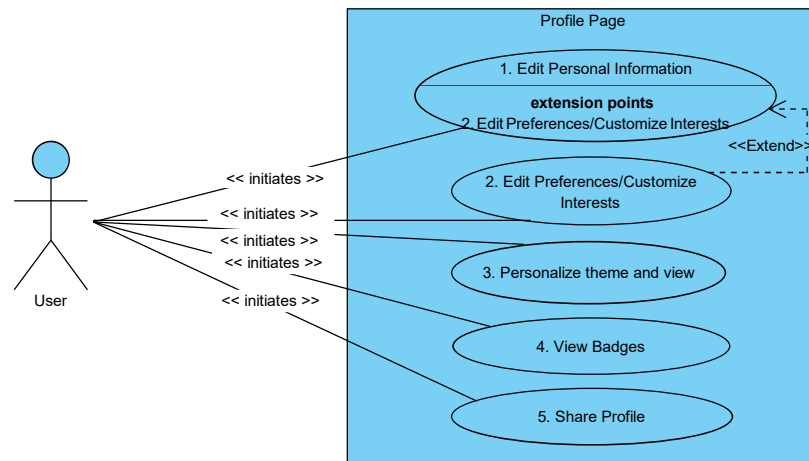 Profile Page
1. Edit Personal Information
extension points
2. Edit Preferences/Customize Interests
<<Extend>>
<< initiates >>
2. Edit Preferences/Customize
Interests
<< initiates >>
<< initiates >>
<< initiates >>
3. Personalize theme and view
<< initiates >>
User
4. View Badges
5. Share Profile